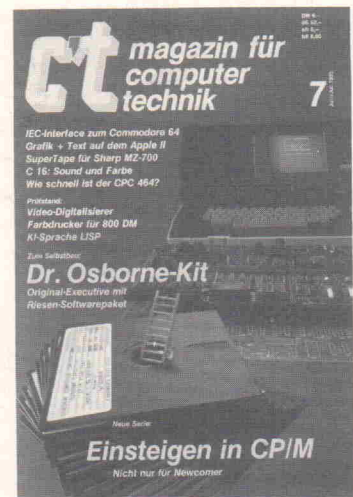 c't magazin für
computer
technik
7
IEC-Interface zum Commodore 64
Grafik + Text auf dem Apple II
SuperTape für Sharp MZ-700
C 16: Sound und Farbe
Wie schnell ist der CPC 464?
Prüfstand:
Video-Digitalisierer
Farbdrucker für 800 DM
KI-Sprache LISP
Zum Selbstbau:
Dr. Osborne-Kit
Original-Executive mit
Riesen-Softwarepaket
Neue Serie:
Einsteigen in CP/M
Nicht nur für Newcomer